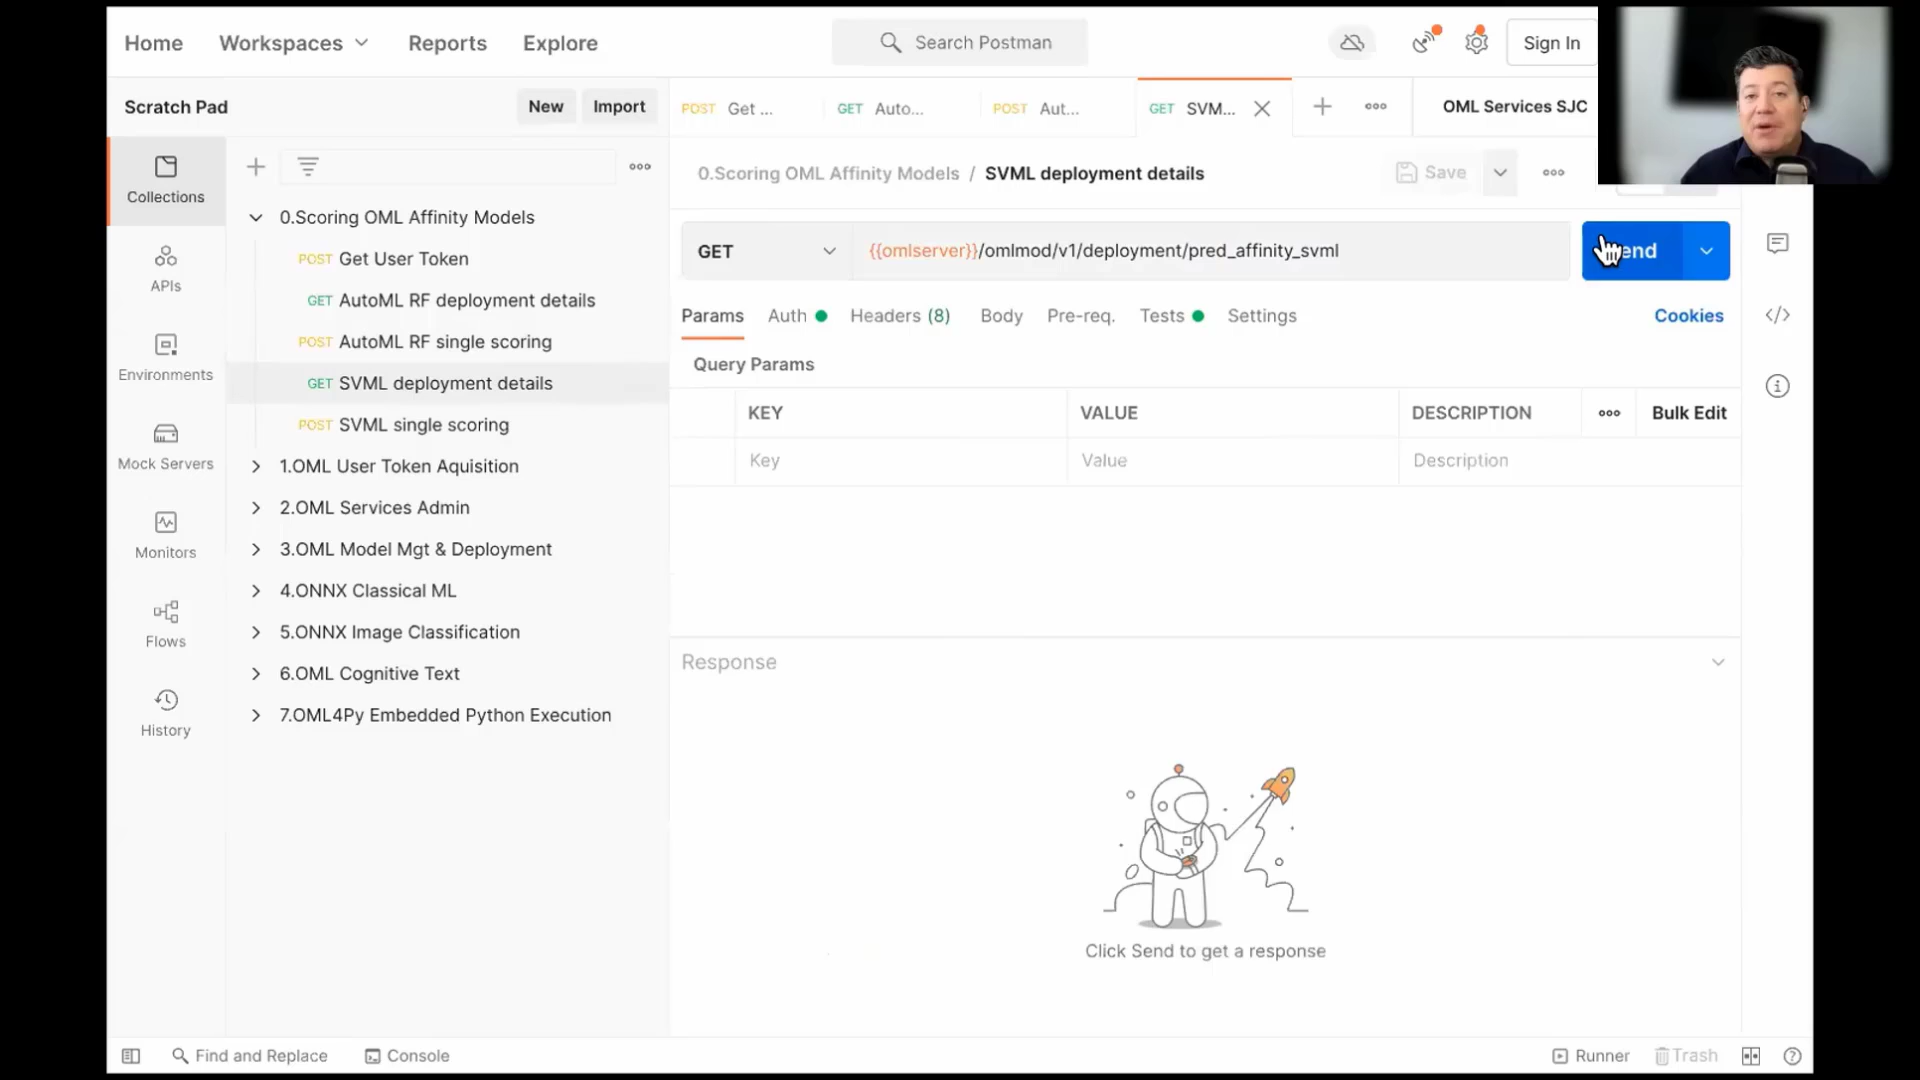 Home Workspaces Reports Explore Search Postman Sign In
Scratch Pad New Import POST Get ... GET Auto... POST Aut... GET SVM... OML Services SJC
Collections
APIs
Environments
Mock Servers
Monitors
Flows
History
0.Scoring OML Affinity Models
POST Get User Token
GET AutoML RF deployment details
POST AutoML RF single scoring
GET SVML deployment details
POST SVML single scoring
1.OML User Token Aquisition
2.OML Services Admin
3.OML Model Mgt & Deployment
4.ONNX Classical ML
5.ONNX Image Classification
6.OML Cognitive Text
7.OML4Py Embedded Python Execution
0.Scoring OML Affinity Models / SVML deployment details Save
GET {{omlserver}}/omlmod/v1/deployment/pred_affinity_svml
Params Auth Headers (8) Body Pre-req. Tests Settings Cookies
Query Params
KEY VALUE DESCRIPTION Bulk Edit
Key Value Description
Response
Click Send to get a response
Find and Replace Console Runner Trash